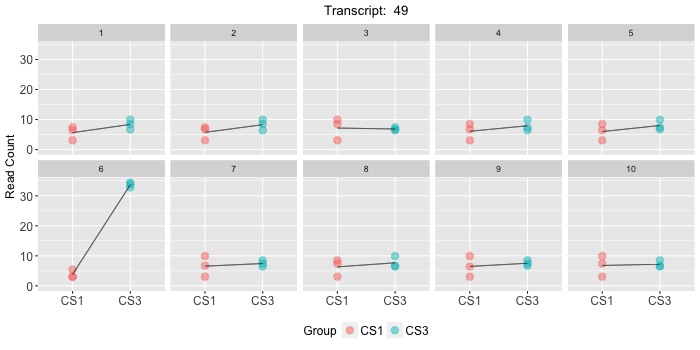 Transcript: 49
1 2 3 4 5
30
20
10
0
Read Count
6 7 8 9 10
30
20
10
0
CS1 CS3 CS1 CS3 CS1 CS3 CS1 CS3 CS1 CS3
Group CS1 CS3